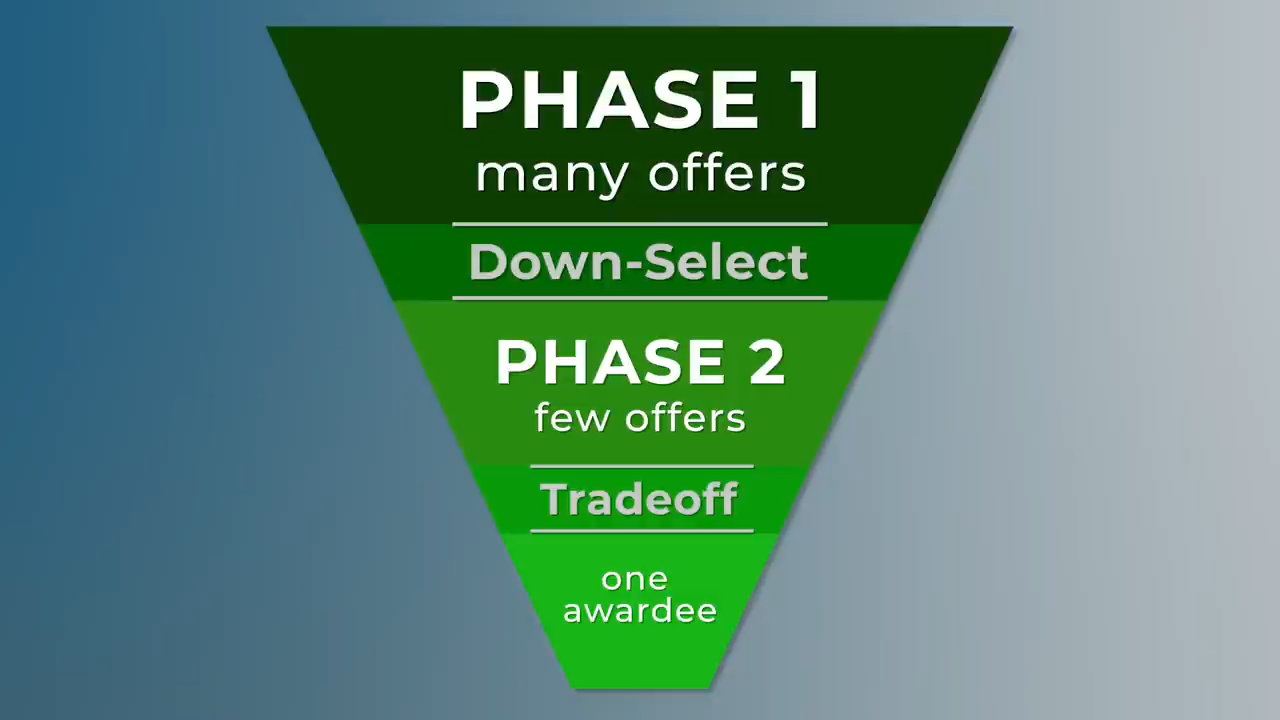 PHASE 1
many offers
Down-Select
PHASE 2
few offers
Tradeoff
one
awardee